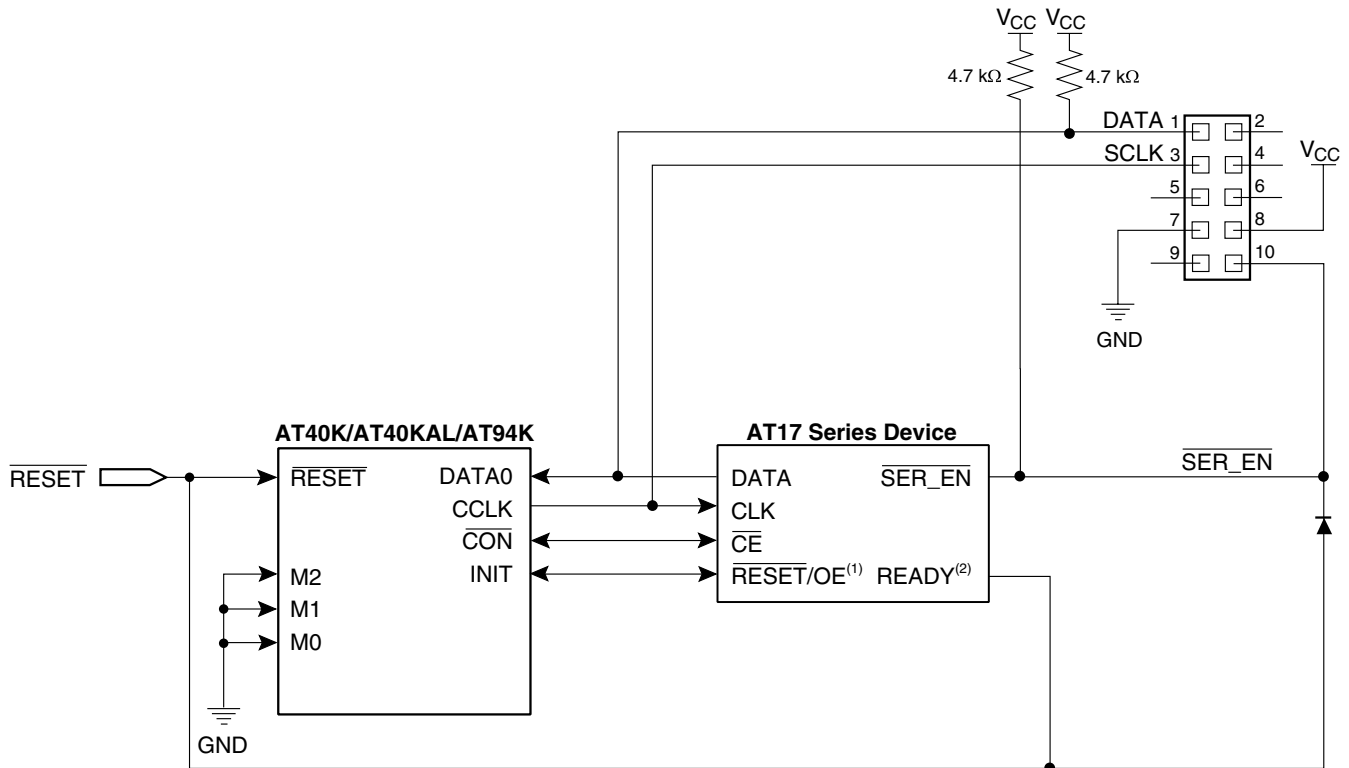 VCC VCC
4.7 kΩ 4.7 kΩ
DATA 1 2
SCLK 3 4
VCC
5 6
7 8
9 10
GND
AT40K/AT40KAL/AT94K
AT17 Series Device
RESET
RESET
DATA0
DATA
SER_EN
SER_EN
CCLK
CLK
CON
CE
M2
INIT
RESET/OE(1)
READY(2)
M1
M0
GND